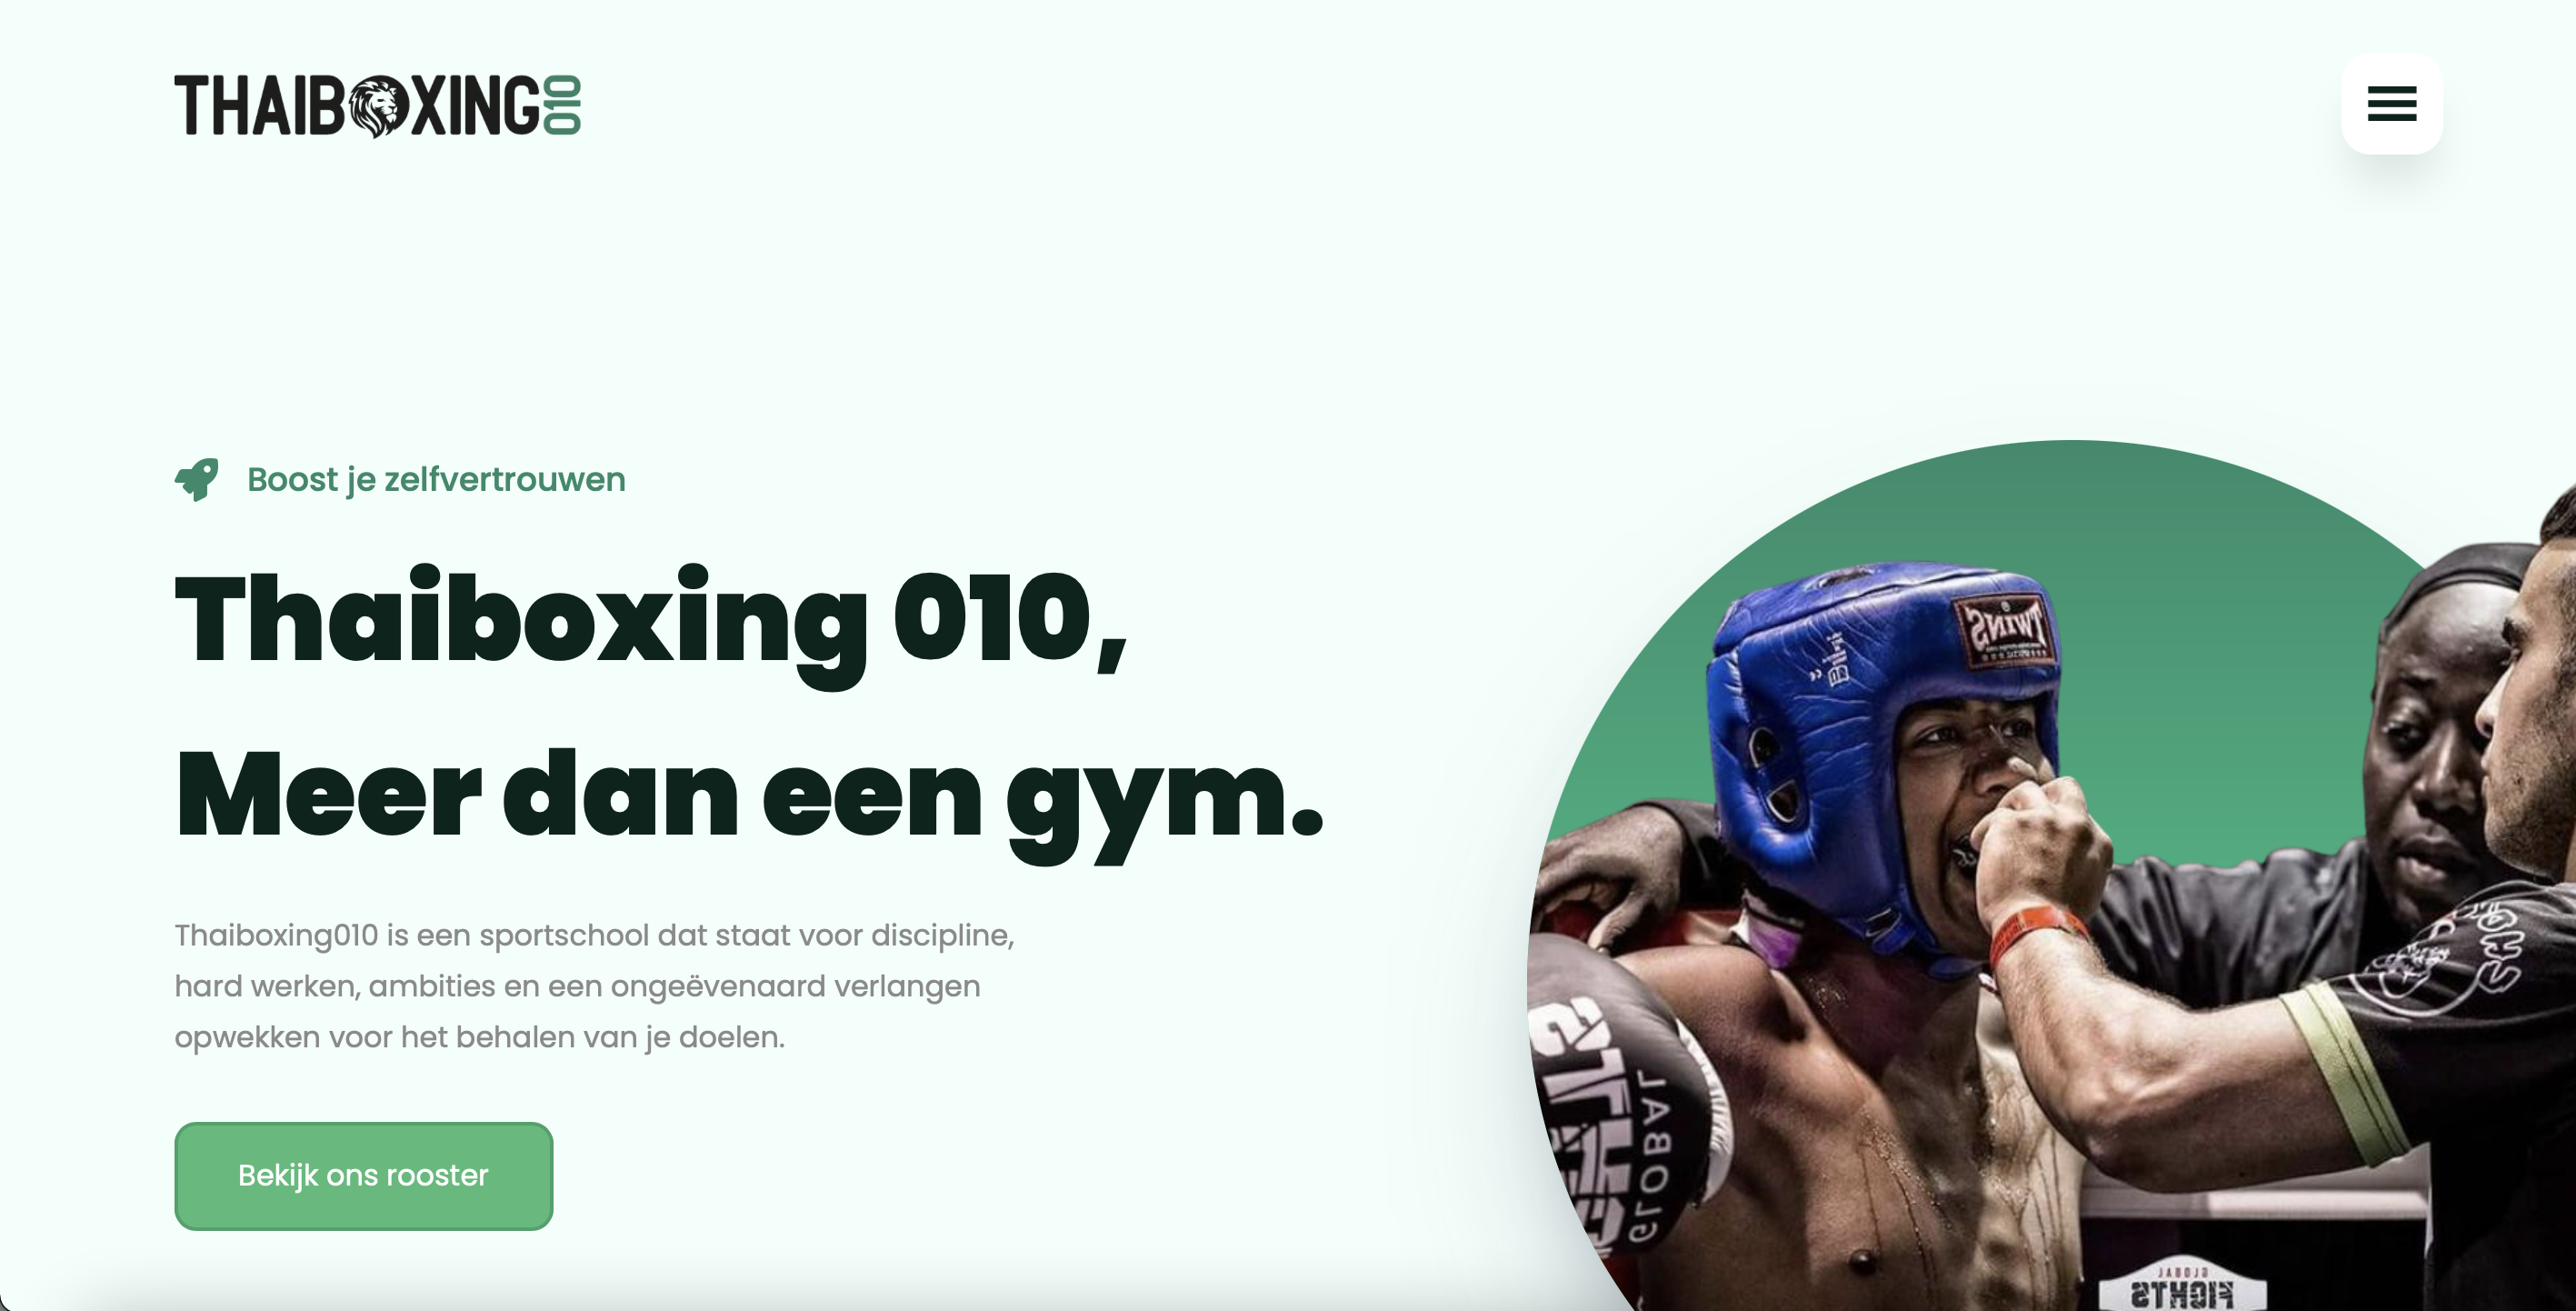 THAIBOXING010
Boost je zelfvertrouwen
Thaiboxing 010,
Meer dan een gym.
Thaiboxing010 is een sportschool dat staat voor discipline,
hard werken, ambities en een ongeëvenaard verlangen
opwekken voor het behalen van je doelen.
Bekijk ons rooster
TWINS
GLOBAL
GLOBAL
FIGHTS